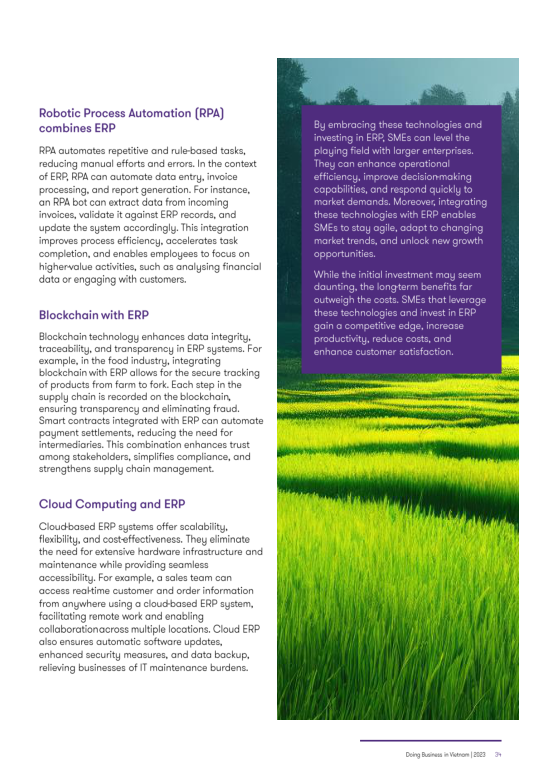 Robotic Process Automation (RPA)
combines ERP
RPA automates repetitive and rule-based tasks,
reducing manual efforts and errors. In the context
of ERP, RPA can automate data entry, invoice
processing, and report generation. For instance,
an RPA bot can extract data from incoming
invoices, validate it against ERP records, and
update the system accordingly. This integration
improves process efficiency, accelerates task
completion, and enables employees to focus on
higher-value activities, such as analysing financial
data or engaging with customers.
Blockchain with ERP
Blockchain technology enhances data integrity,
traceability, and transparency in ERP systems. For
example, in the food industry, integrating
blockchain with ERP allows for the secure tracking
of products from farm to fork. Each step in the
supply chain is recorded on the blockchain,
ensuring transparency and eliminating fraud.
Smart contracts integrated with ERP can automate
payment settlements, reducing the need for
intermediaries. This combination enhances trust
among stakeholders, simplifies compliance, and
strengthens supply chain management.
Cloud Computing and ERP
Cloud-based ERP systems offer scalability,
flexibility, and cost-effectiveness. They eliminate
the need for extensive hardware infrastructure and
maintenance while providing seamless
accessibility. For example, a sales team can
access real-time customer and order information
from anywhere using a cloud-based ERP system,
facilitating remote work and enabling
collaboration across multiple locations. Cloud ERP
also ensures automatic software updates,
enhanced security measures, and data backup,
relieving businesses of IT maintenance burdens.
By embracing these technologies and
investing in ERP, SMEs can level the
playing field with larger enterprises.
They can enhance operational
efficiency, improve decision-making
capabilities, and respond quickly to
market demands. Moreover, integrating
these technologies with ERP enables
SMEs to stay agile, adapt to changing
market trends, and unlock new growth
opportunities.
While the initial investment may seem
daunting, the long-term benefits far
outweigh the costs. SMEs that leverage
these technologies and invest in ERP
gain a competitive edge, increase
productivity, reduce costs, and
enhance customer satisfaction.
Doing Business in Vietnam | 2023 34